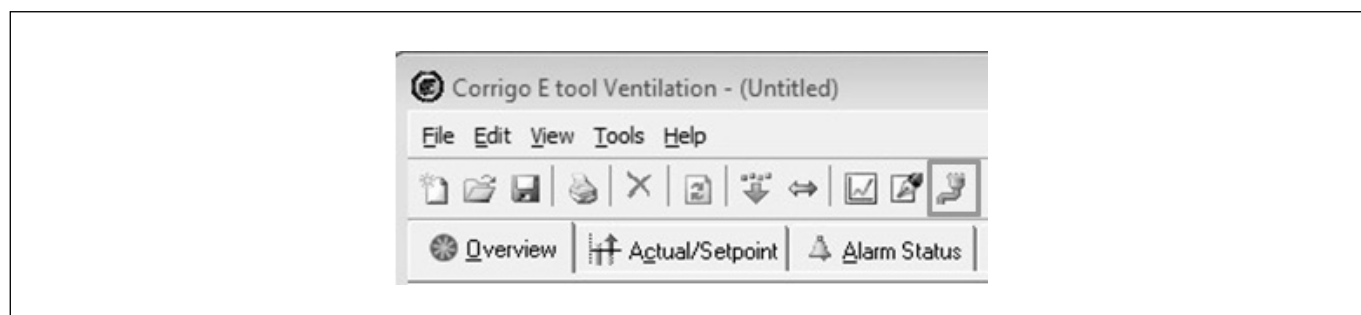 Corrigo E tool Ventilation - (Untitled)
File Edit View Tools Help
Overview Actual/Setpoint Alarm Status